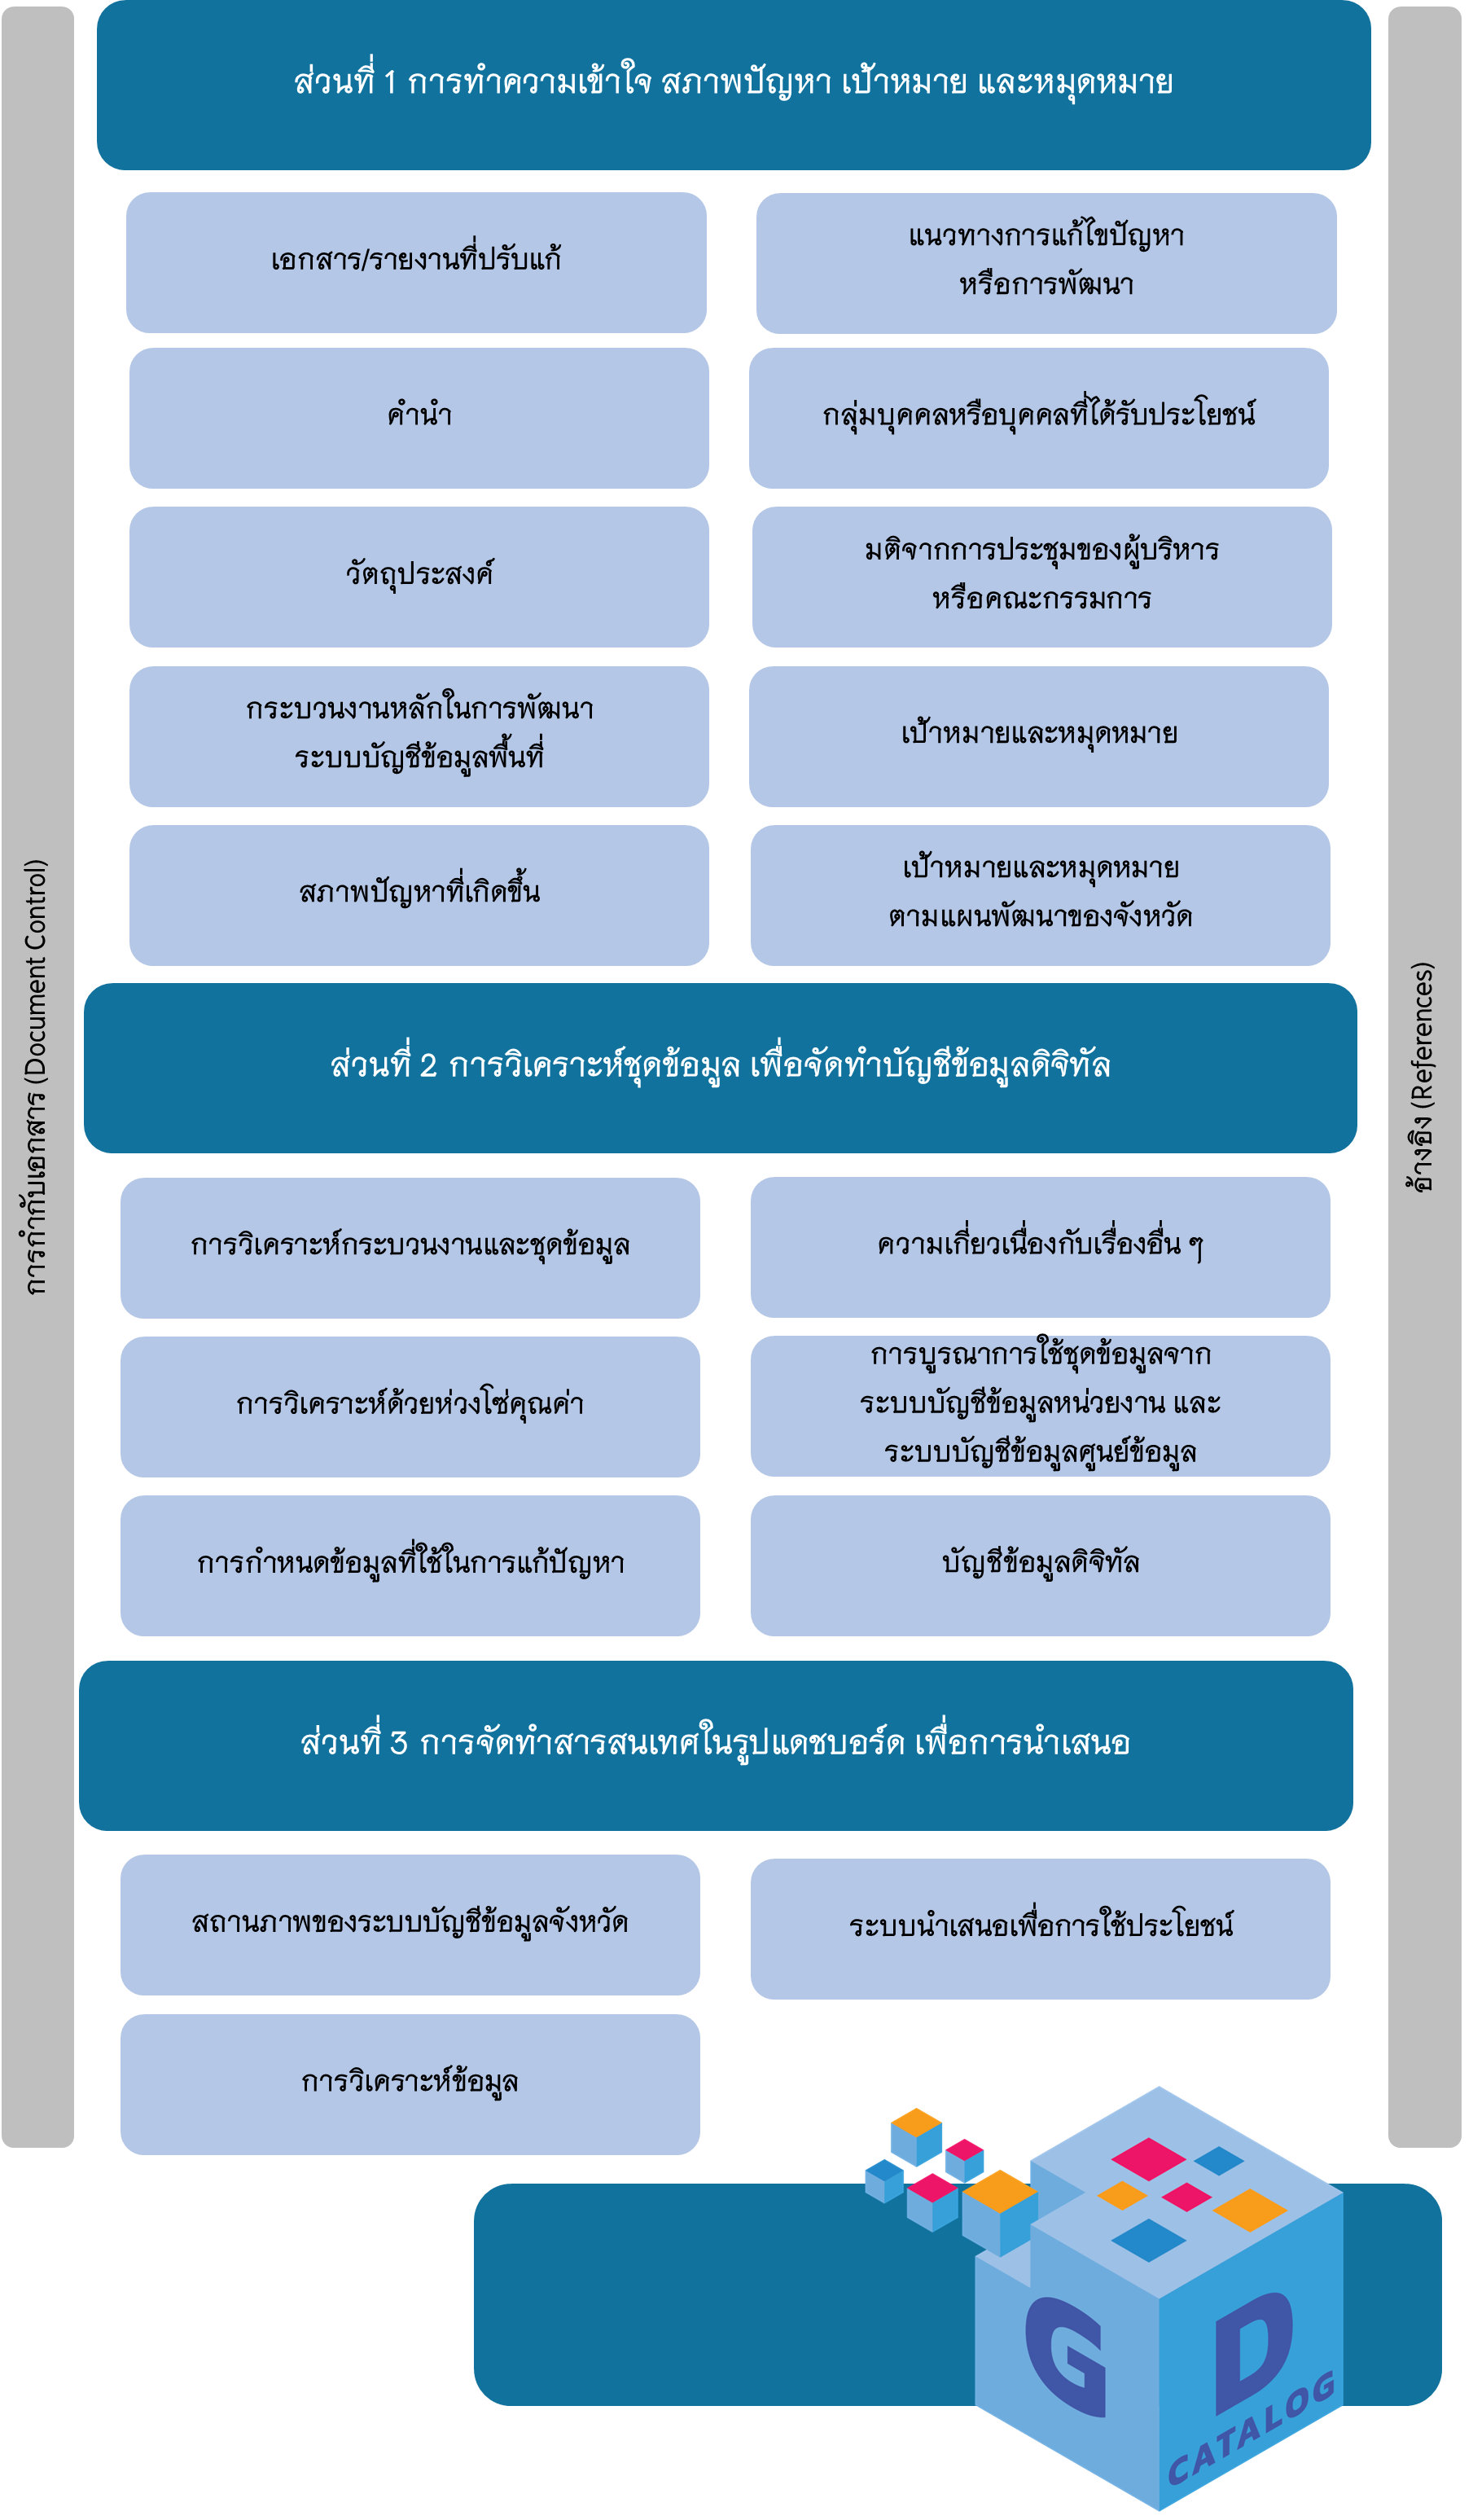 การกำกับเอกสาร (Document Control)
ส่วนที่ 1 การทำความเข้าใจ สภาพปัญหา เป้าหมาย และหมุดหมาย
เอกสาร/รายงานที่ปรับแก้
แนวทางการแก้ไขปัญหา
หรือการพัฒนา
คำนำ
กลุ่มบุคคลหรือบุคคลที่ได้รับประโยชน์
วัตถุประสงค์
มติจากการประชุมของผู้บริหาร
หรือคณะกรรมการ
กระบวนงานหลักในการพัฒนา
ระบบบัญชีข้อมูลพื้นที่
เป้าหมายและหมุดหมาย
สภาพปัญหาที่เกิดขึ้น
เป้าหมายและหมุดหมาย
ตามแผนพัฒนาของจังหวัด
ส่วนที่ 2 การวิเคราะห์ชุดข้อมูล เพื่อจัดทำบัญชีข้อมูลดิจิทัล
การวิเคราะห์กระบวนงานและชุดข้อมูล
ความเกี่ยวเนื่องกับเรื่องอื่น ๆ
การวิเคราะห์ด้วยห่วงโซ่คุณค่า
การบูรณาการใช้ชุดข้อมูลจาก
ระบบบัญชีข้อมูลหน่วยงาน และ
ระบบบัญชีข้อมูลศูนย์ข้อมูล
การกำหนดข้อมูลที่ใช้ในการแก้ปัญหา
บัญชีข้อมูลดิจิทัล
ส่วนที่ 3 การจัดทำสารสนเทศในรูปแดชบอร์ด เพื่อการนำเสนอ
สถานภาพของระบบบัญชีข้อมูลจังหวัด
ระบบนำเสนอเพื่อการใช้ประโยชน์
การวิเคราะห์ข้อมูล
อ้างอิง (References)
G D
CATALOG